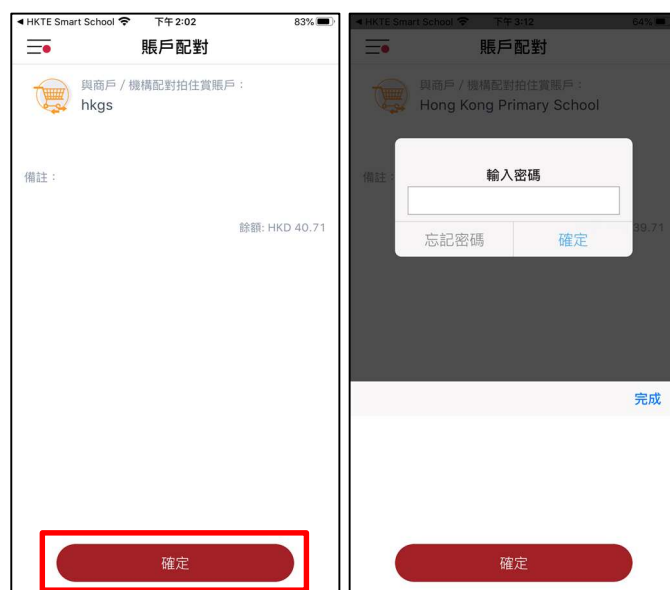 ◄ HKTE Smart School 下午 2:02 83%
賬戶配對
與商戶 / 機構配對拍住賞賬戶：
hkgs
備註：
餘額: HKD 40.71
確定
◄ HKTE Smart School 下午 3:12 64%
賬戶配對
與商戶 / 機構配對拍住賞賬戶：
Hong Kong Primary School
備註：
輸入密碼
39.71
忘記密碼 確定
完成
確定